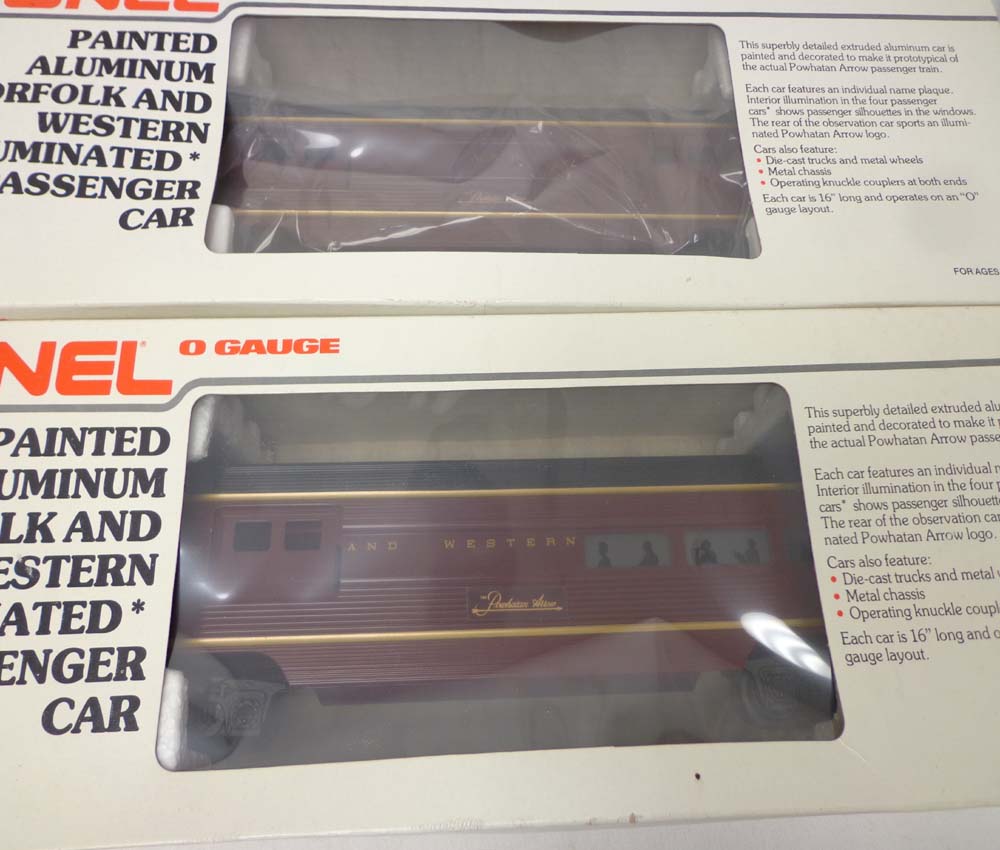 PAINTED
ALUMINUM
ORFOLK AND
WESTERN
UMINATED*
ASSENGER
CAR
This superbly detailed extruded aluminum car is
painted and decorated to make it prototypical of
the actual Powhatan Arrow passenger train.
Each car features an individual name plaque.
Interior illumination in the four passenger
cars* shows passenger silhouettes in the windows.
The rear of the observation car sports an illumi-
nated Powhatan Arrow logo.
Cars also feature:
• Die-cast trucks and metal wheels
• Metal chassis
• Operating knuckle couplers at both ends
Each car is 16" long and operates on an "O"
gauge layout.
FOR AGES
NEL® O GAUGE
PAINTED
UMINUM
LK AND
ESTERN
ATED*
ENGER
CAR
AND WESTERN
THE Powhatan Arrow
This superbly detailed extruded alu
painted and decorated to make it
the actual Powhatan Arrow passe
Each car features an individual
Interior illumination in the four
cars* shows passenger silhouett
The rear of the observation car
nated Powhatan Arrow logo.
Cars also feature:
• Die-cast trucks and metal
• Metal chassis
• Operating knuckle coupl
Each car is 16" long and o
gauge layout.